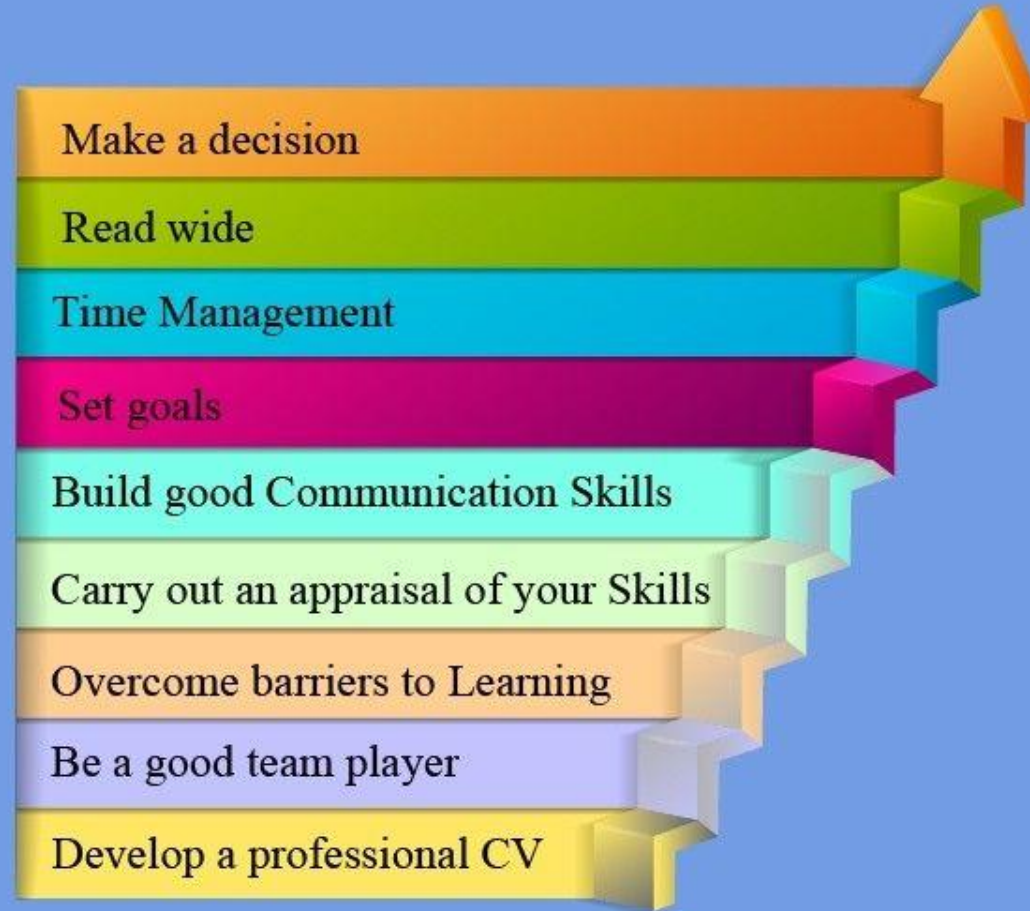 Make a decision
Read wide
Time Management
Set goals
Build good Communication Skills
Carry out an appraisal of your Skills
Overcome barriers to Learning
Be a good team player
Develop a professional CV